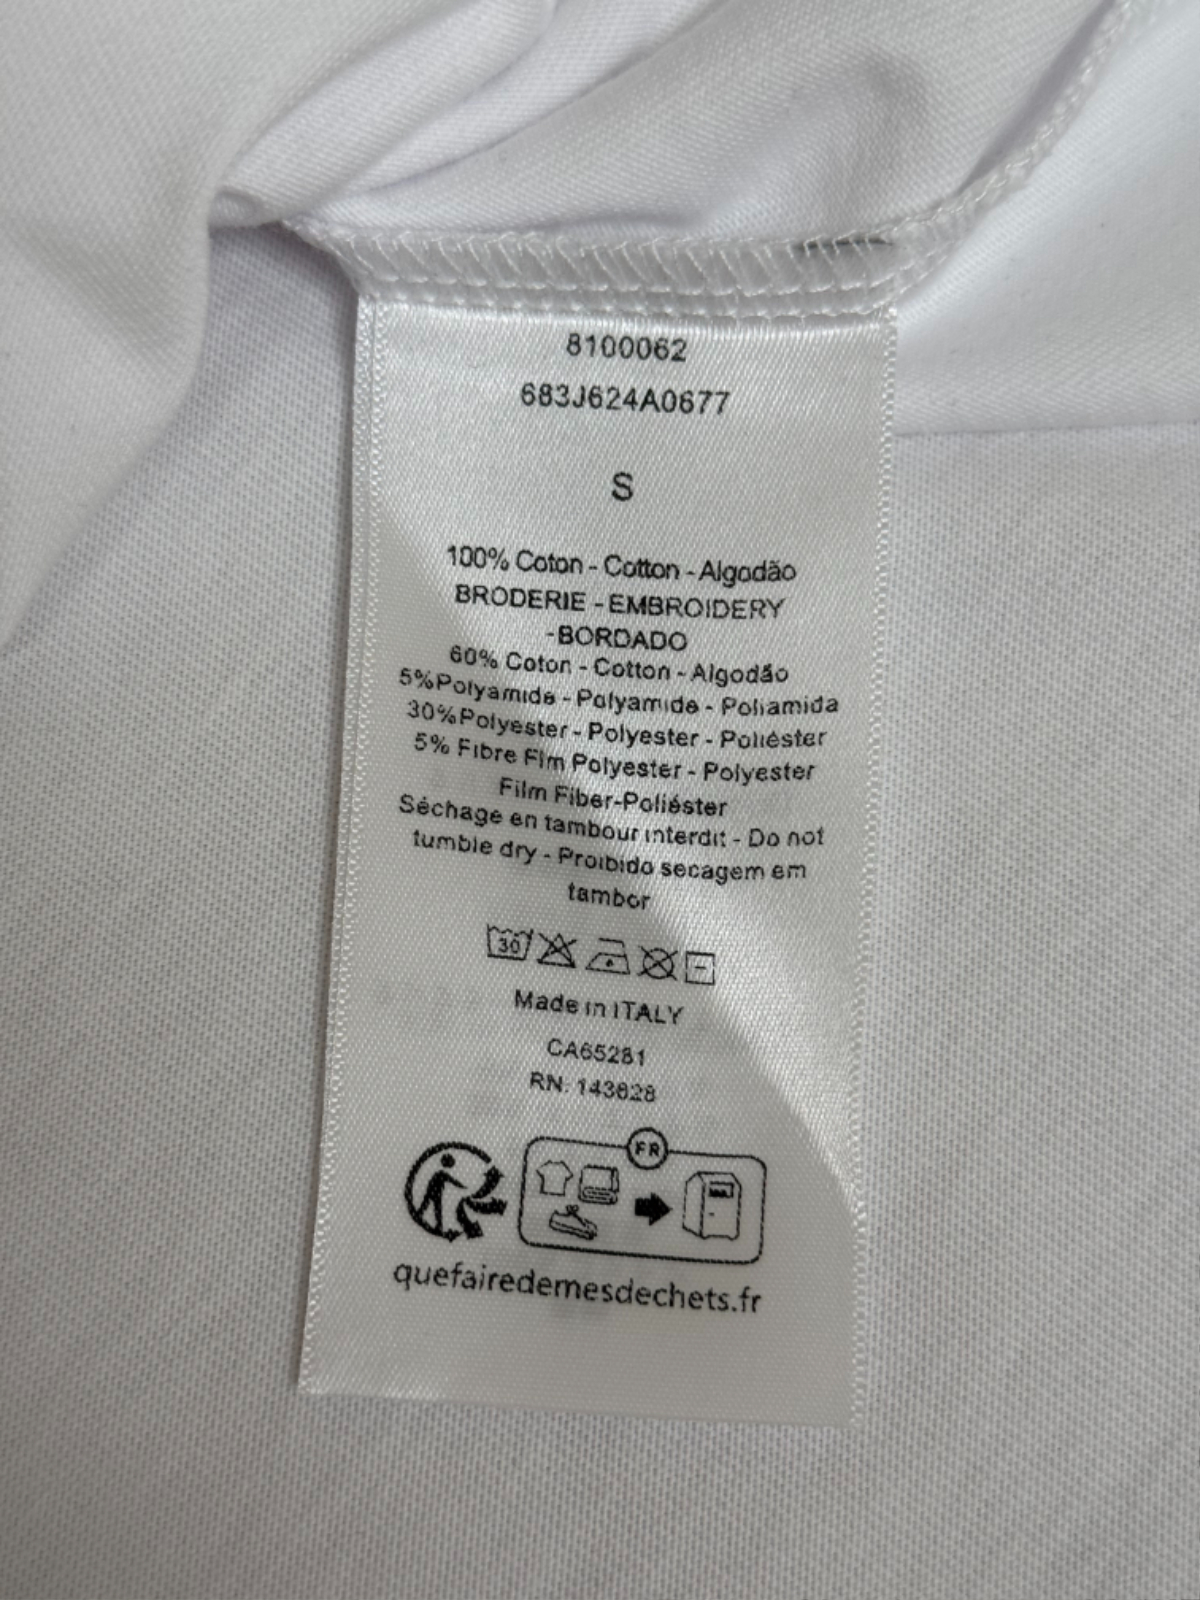 8100062
683J624A0677
S
100% Coton - Cotton - Algodão
BRODERIE - EMBROIDERY
-BORDADO
60% Coton - Cotton - Algodão
5%Polyamide - Polyamide - Poliamida
30%Polyester - Polyester - Poliéster
5% Fibre Flm Polyester - Polyester
Film Fiber-Poliéster
Séchage en tambour interdit - Do not
tumble dry - Proibido secagem em
tambor
30
Made in ITALY
CA65281
RN: 143628
FR
quefairedemesdechets.fr